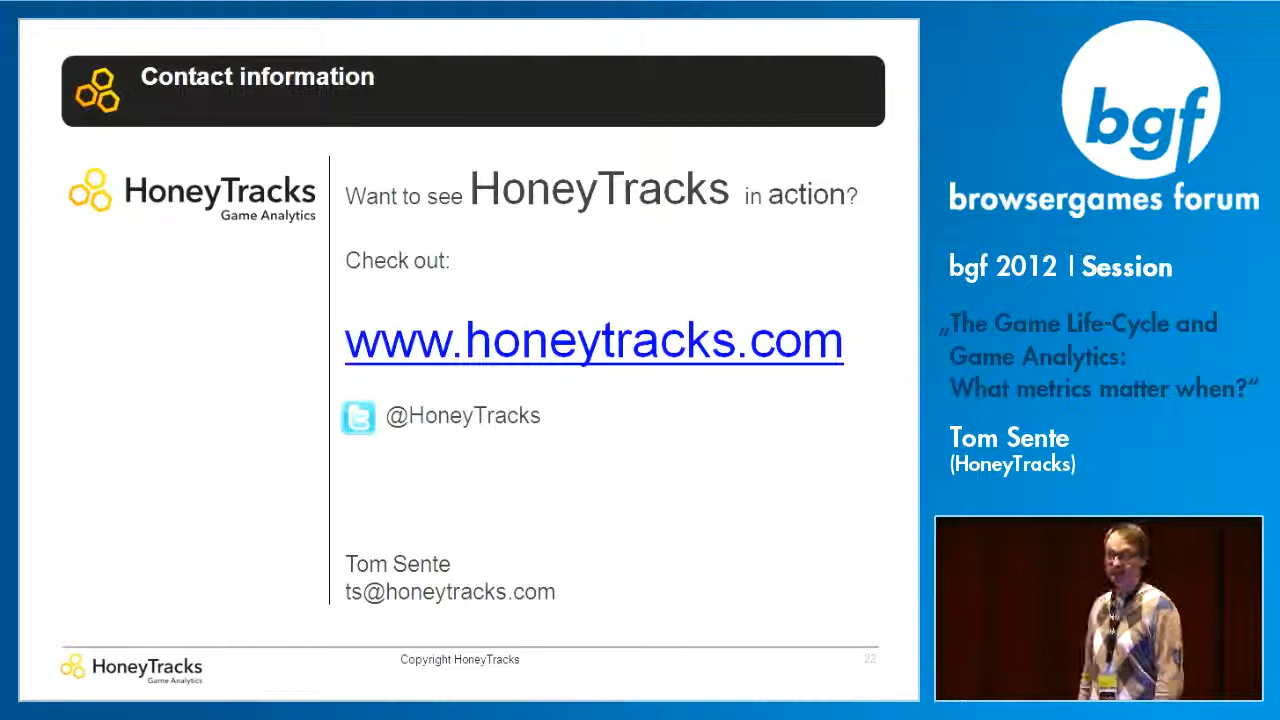 Contact information
HoneyTracks
Game Analytics
Want to see HoneyTracks in action?
Check out:
www.honeytracks.com
@HoneyTracks
Tom Sente
ts@honeytracks.com
HoneyTracks
Game Analytics
Copyright HoneyTracks
22
bgf
browsergames forum
bgf 2012 | Session
„The Game Life-Cycle and
Game Analytics:
What metrics matter when?“
Tom Sente
(HoneyTracks)